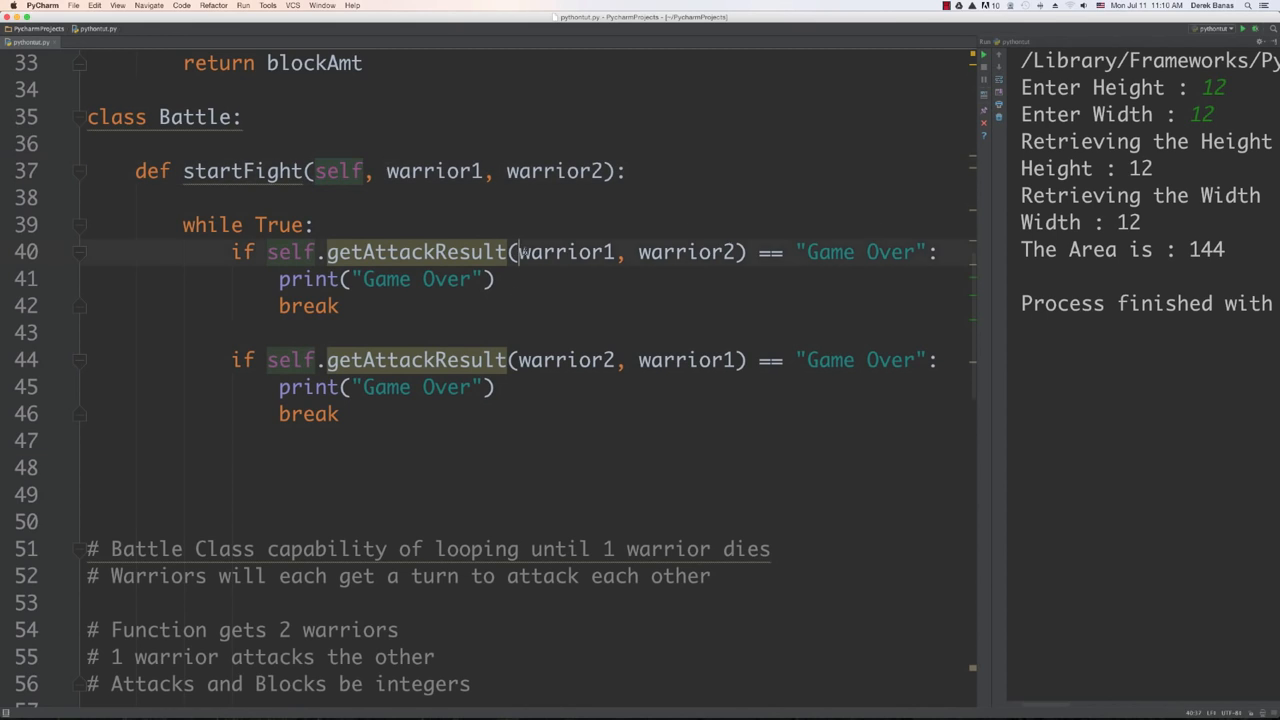 PyCharm File Edit View Navigate Code Refactor Run Tools VCS Window Help 10 Mon Jul 11 11:10 AM Derek Banas
pythontut.py - PycharmProjects - [~/PycharmProjects]
PycharmProjects pythontut.py pythontut
pythontut.py
Run: pythontut
33 return blockAmt
34
35 class Battle:
36
37 def startFight(self, warrior1, warrior2):
38
39 while True:
40 if self.getAttackResult(warrior1, warrior2) == "Game Over":
41 print("Game Over")
42 break
43
44 if self.getAttackResult(warrior2, warrior1) == "Game Over":
45 print("Game Over")
46 break
47
48
49
50
51 # Battle Class capability of looping until 1 warrior dies
52 # Warriors will each get a turn to attack each other
53
54 # Function gets 2 warriors
55 # 1 warrior attacks the other
56 # Attacks and Blocks be integers
/Library/Frameworks/Py
Enter Height : 12
Enter Width : 12
Retrieving the Height
Height : 12
Retrieving the Width
Width : 12
The Area is : 144
Process finished with
40:37 LF÷ UTF-8÷